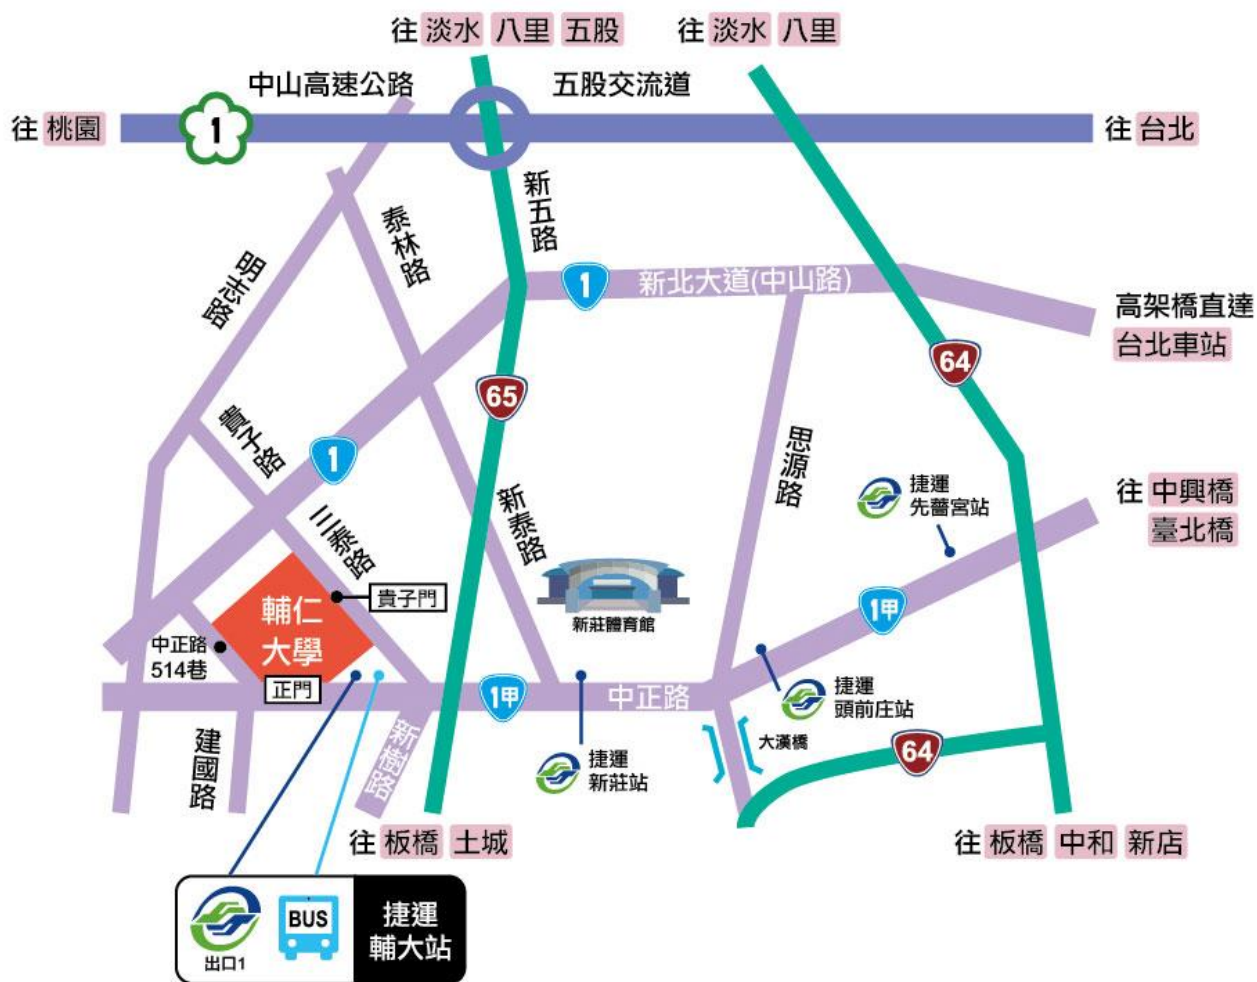 往 淡水 八里 五股
往 淡水 八里
中山高速公路
五股交流道
往 桃園
1
往 台北
新五路
泰林路
明志路
1
新北大道(中山路)
高架橋直達
台北車站
64
65
貴子路
1
思源路
捷運
先嗇宮站
往 中興橋
臺北橋
新泰路
三泰路
貴子門
輔仁
大學
新莊體育館
1甲
中正路
514巷
正門
1甲
中正路
捷運
頭前庄站
大漢橋
64
建國路
新樹路
捷運
新莊站
往 板橋 土城
往 板橋 中和 新店
BUS
出口1
捷運
輔大站